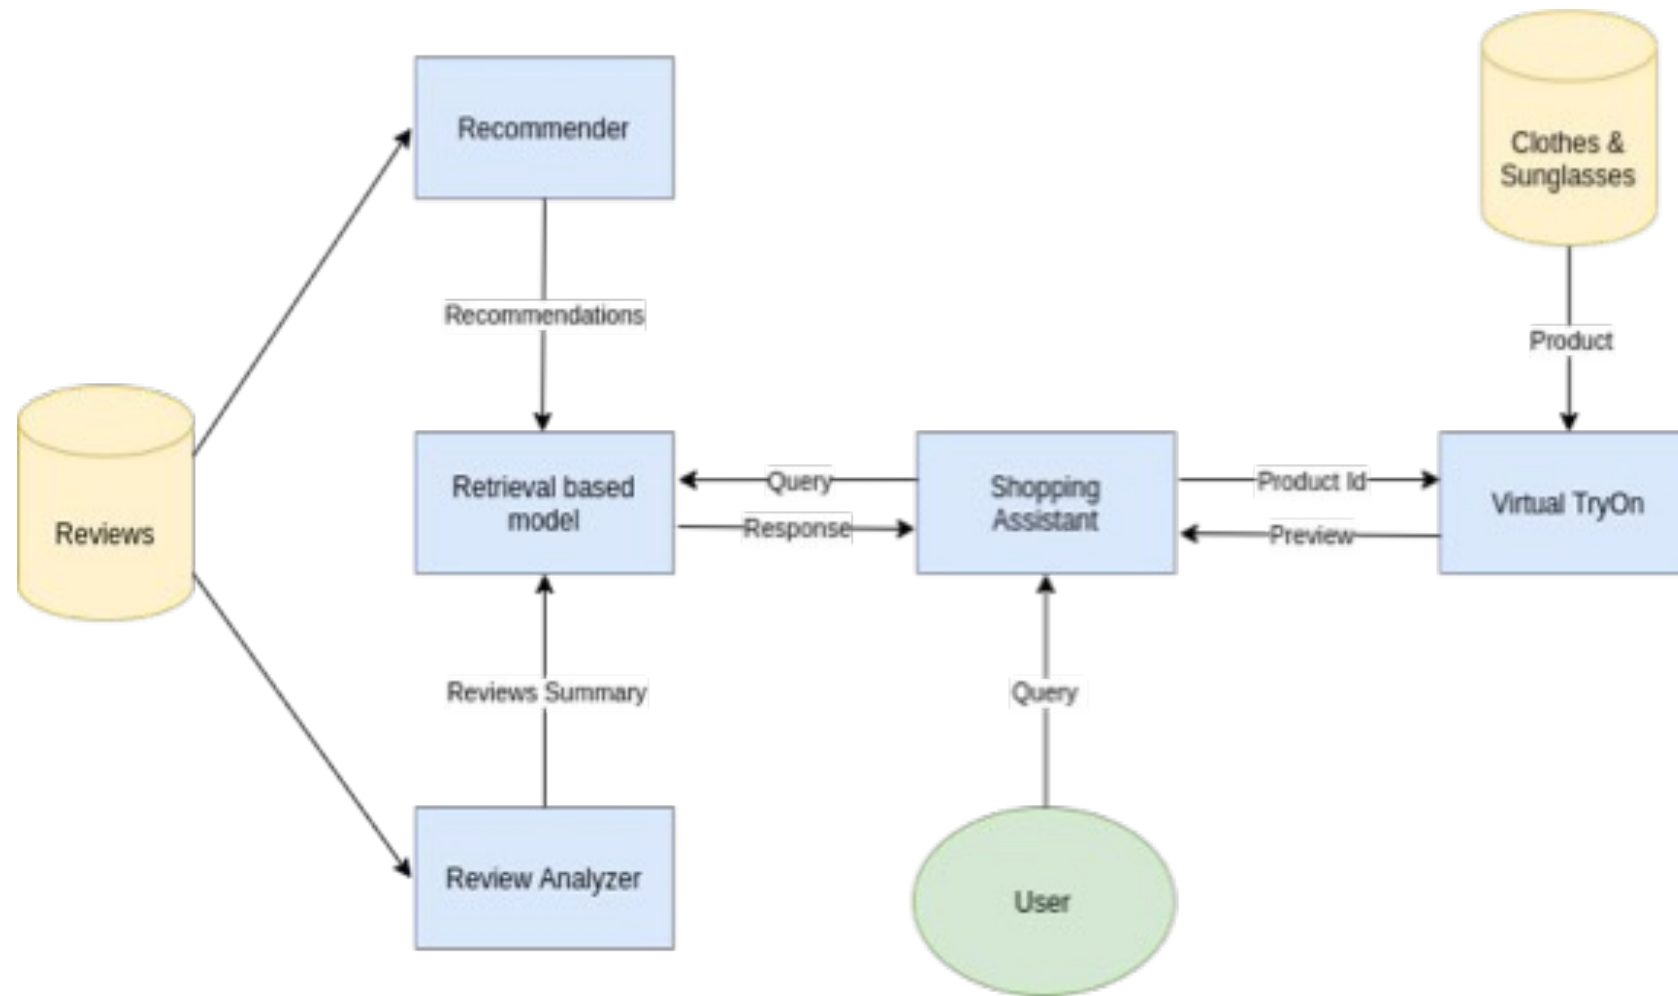 Recommender
Clothes &
Sunglasses
Recommendations
Product
Reviews
Retrieval based
model
Query
Response
Shopping
Assistant
Product Id
Preview
Virtual TryOn
Reviews Summary
Query
Review Analyzer
User